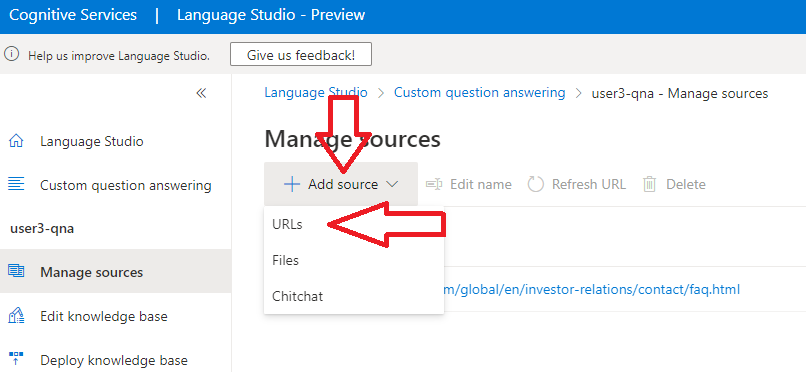 Cognitive Services | Language Studio - Preview
Help us improve Language Studio. Give us feedback!
Language Studio > Custom question answering > user3-qna - Manage sources
Manage sources
Language Studio
Custom question answering
user3-qna
Manage sources
Edit knowledge base
Deploy knowledge base
+ Add source Edit name Refresh URL Delete
URLs
Files
Chitchat
m/global/en/investor-relations/contact/faq.html